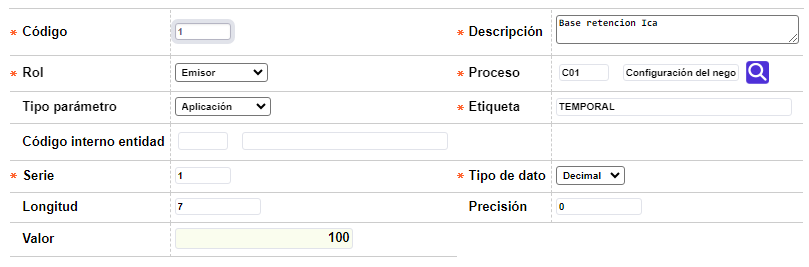 * Código 1 * Descripción Base retencion Ica
* Rol Emisor * Proceso C01 Configuración del nego
Tipo parámetro Aplicación * Etiqueta TEMPORAL
Código interno entidad
* Serie 1 * Tipo de dato Decimal
Longitud 7 Precisión 0
Valor 100